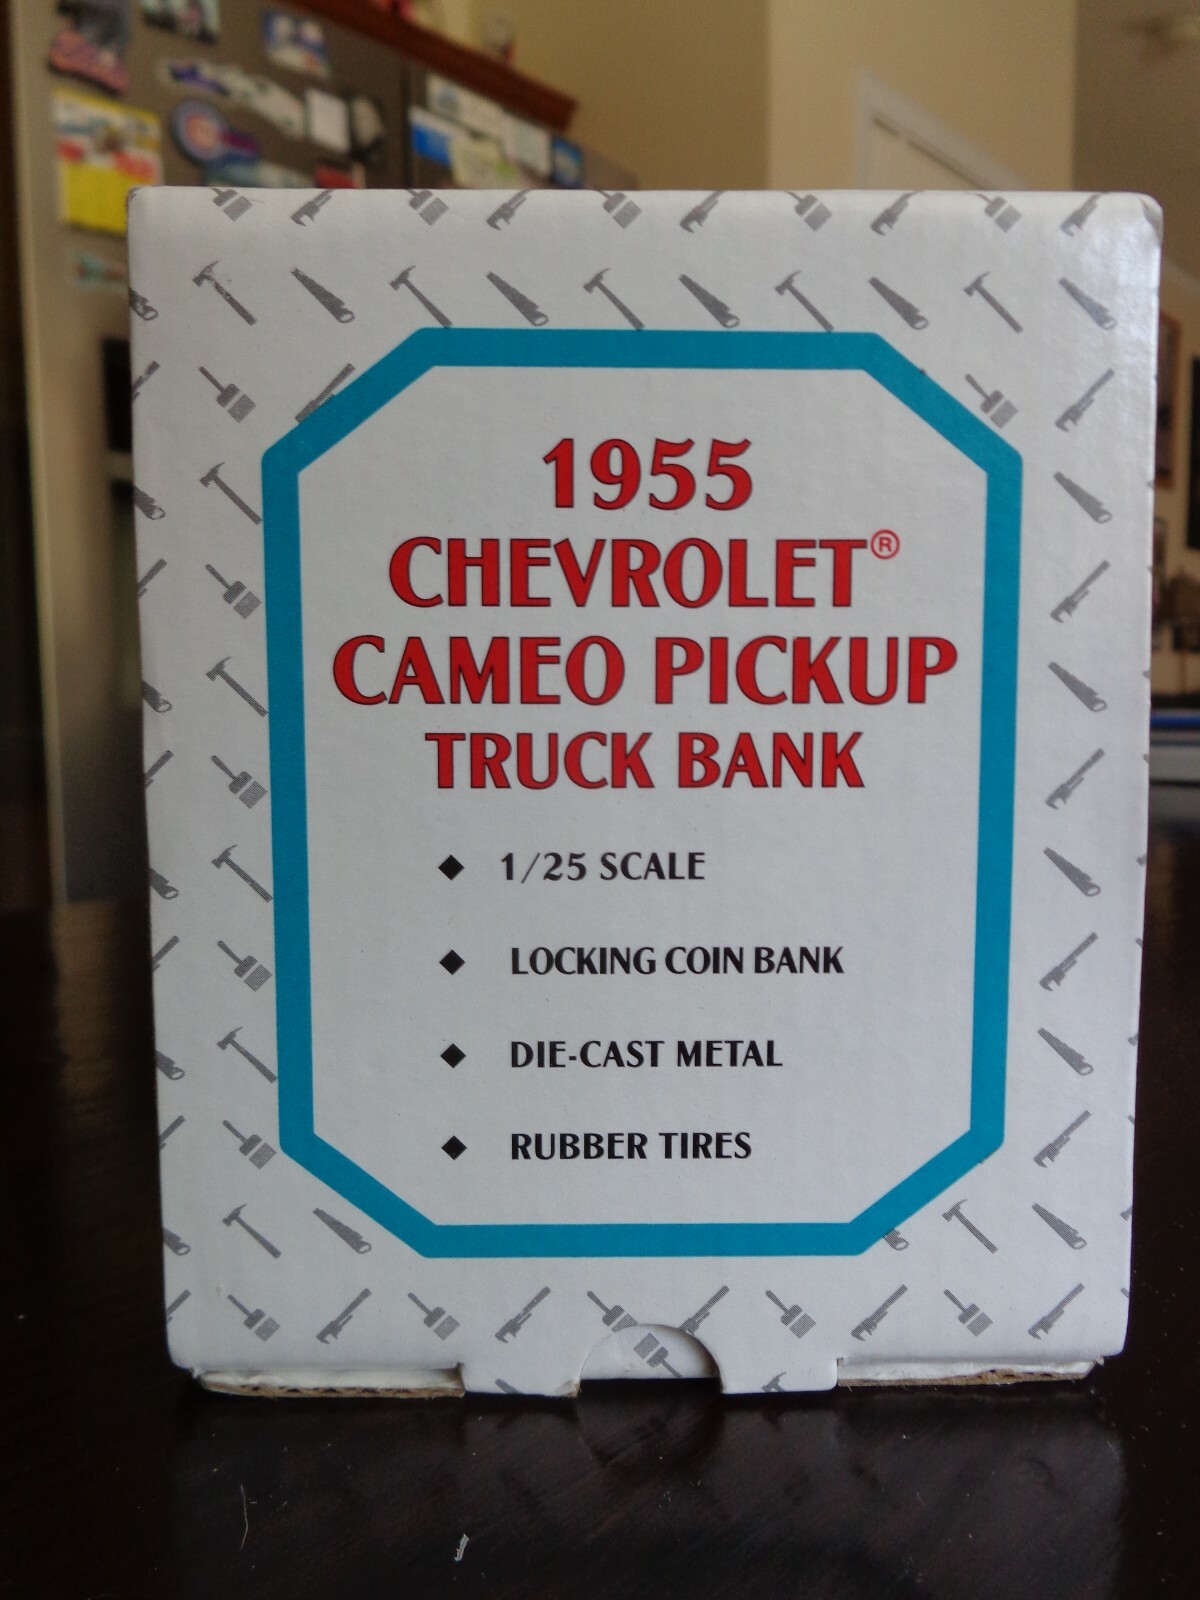 1955
CHEVROLET®
CAMEO PICKUP
TRUCK BANK
◆ 1/25 SCALE
◆ LOCKING COIN BANK
◆ DIE-CAST METAL
◆ RUBBER TIRES